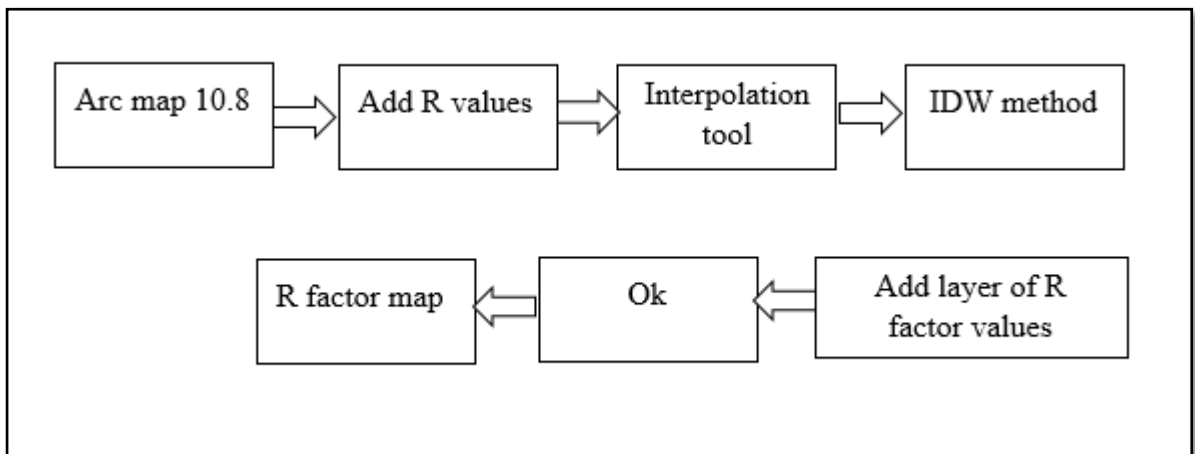 Arc map 10.8
Add R values
Interpolation
tool
IDW method
Add layer of R
factor values
Ok
R factor map